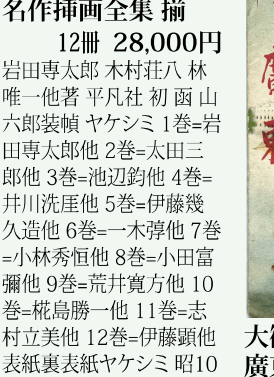 名作挿画全集 揃
12冊 28,000円
岩田専太郎 木村荘八 林
唯一他著 平凡社 初 函 山
六郎装幀 ヤケシミ 1巻=岩
田専太郎他 2巻=太田三
郎他 3巻=池辺鈞他 4巻=
井川洗厓他 5巻=伊藤幾
久造他 6巻=一木弴他 7巻
=小林秀恒他 8巻=小田富
彌他 9巻=荒井寛方他 10
巻=椛島勝一他 11巻=志
村立美他 12巻=伊藤顕他
表紙裏表紙ヤケシミ 昭10